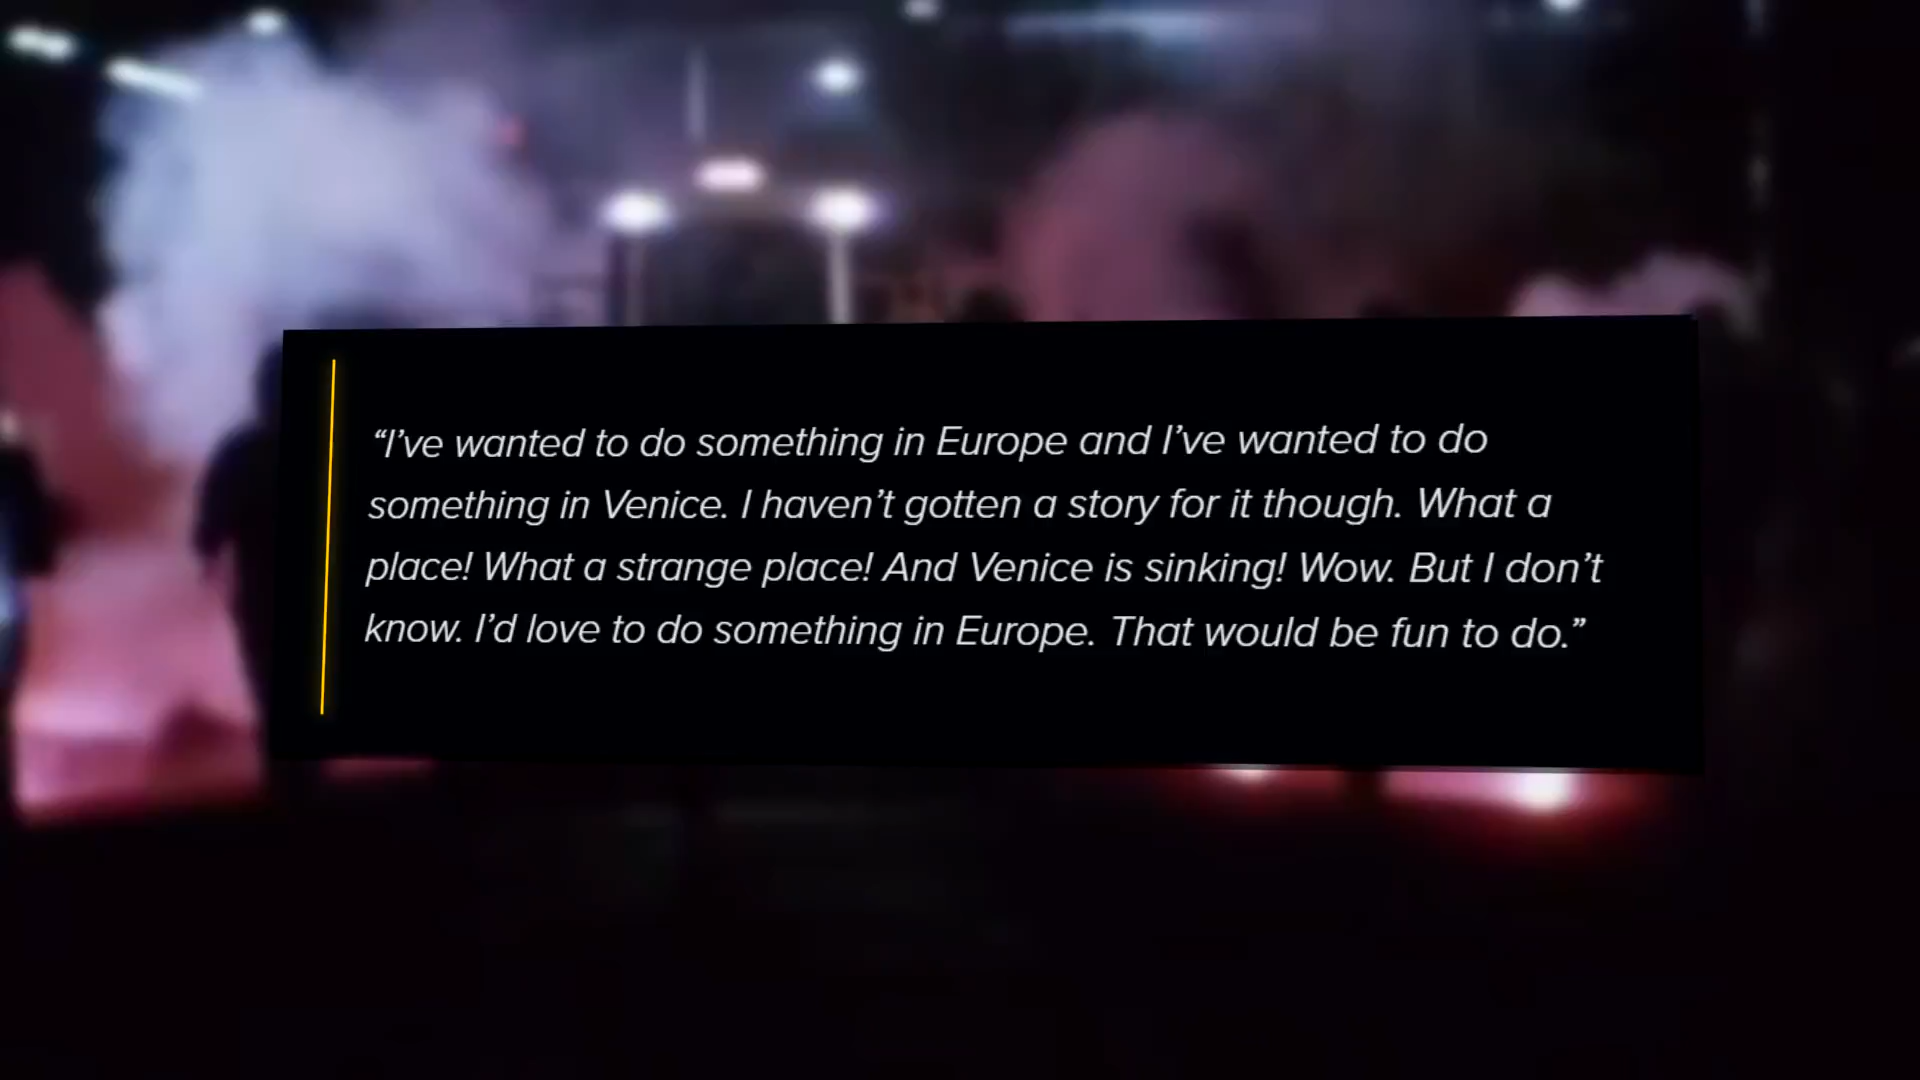 “I’ve wanted to do something in Europe and I’ve wanted to do
something in Venice. I haven’t gotten a story for it though. What a
place! What a strange place! And Venice is sinking! Wow. But I don’t
know. I’d love to do something in Europe. That would be fun to do.”